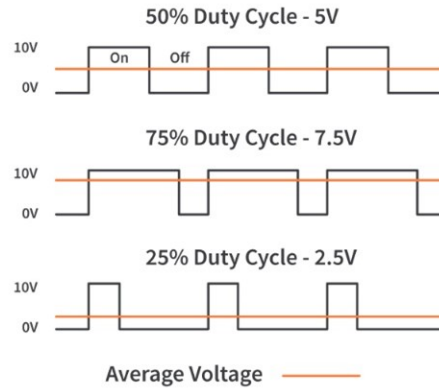 50% Duty Cycle - 5V
10V
On Off
0V
75% Duty Cycle - 7.5V
10V
0V
25% Duty Cycle - 2.5V
10V
0V
Average Voltage